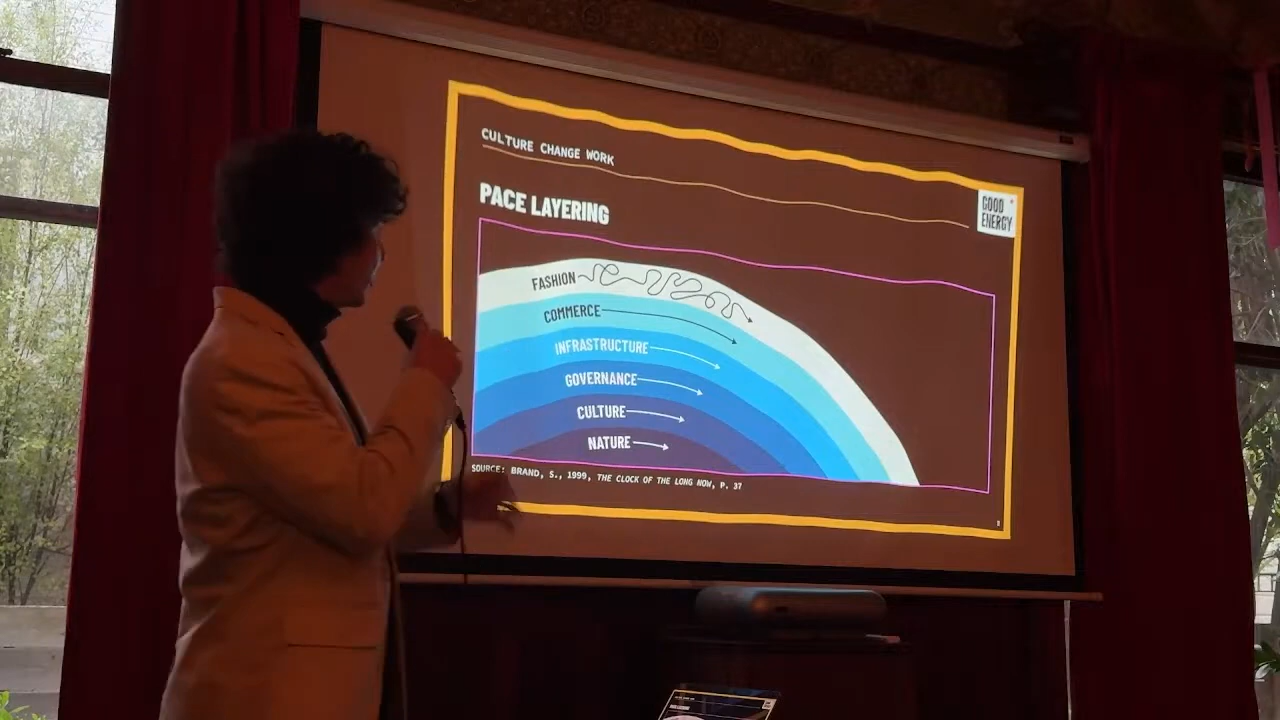 CULTURE CHANGE WORK
GOOD
ENERGY
PACE LAYERING
FASHION
COMMERCE
INFRASTRUCTURE
GOVERNANCE
CULTURE
NATURE
SOURCE: BRAND, S., 1999, THE CLOCK OF THE LONG NOW, P. 37